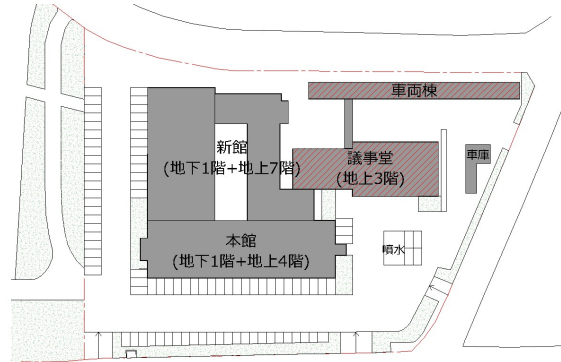 車両棟
新館
(地下1階+地上7階)
議事堂
(地上3階)
車庫
本館
(地下1階+地上4階)
噴水